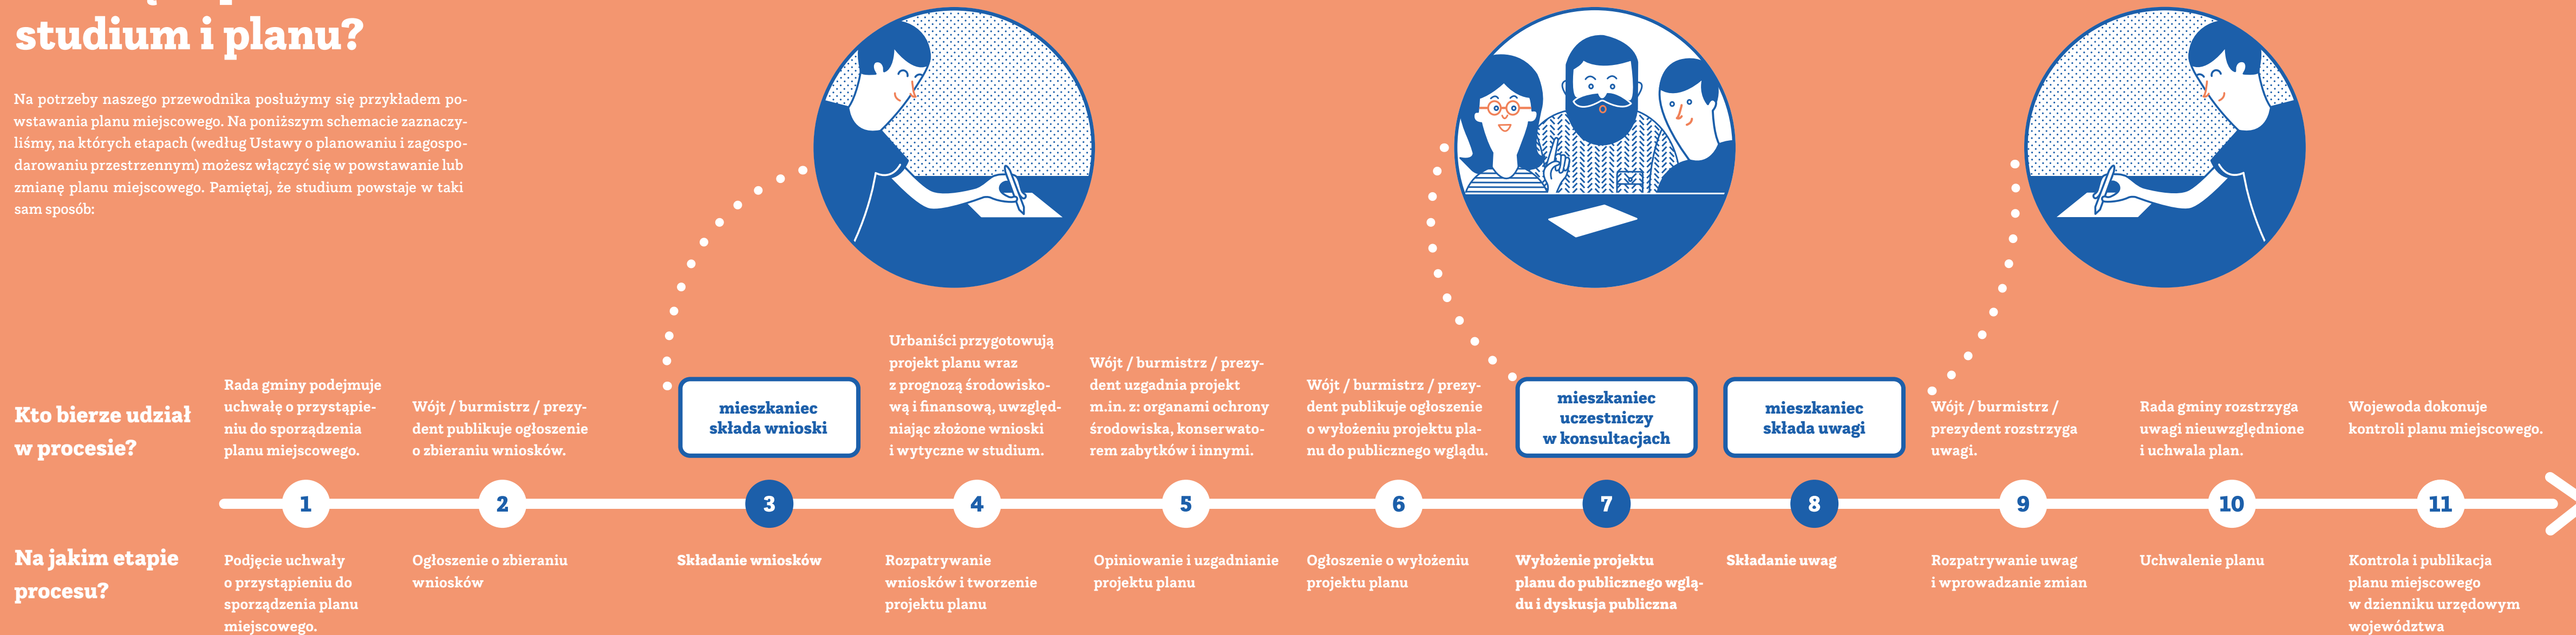 studium i planu?
Na potrzeby naszego przewodnika posłużymy się przykładem po-
wstawania planu miejscowego. Na poniższym schemacie zaznaczy-
liśmy, na których etapach (według Ustawy o planowaniu i zagospo-
darowaniu przestrzennym) możesz włączyć się w powstawanie lub
zmianę planu miejscowego. Pamiętaj, że studium powstaje w taki
sam sposób:
Kto bierze udział
w procesie?
Rada gminy podejmuje
uchwałę o przystąpie-
niu do sporządzenia
planu miejscowego.
Wójt / burmistrz / prezy-
dent publikuje ogłoszenie
o zbieraniu wniosków.
mieszkaniec
składa wnioski
Urbaniści przygotowują
projekt planu wraz
z prognozą środowisko-
wą i finansową, uwzględ-
niając złożone wnioski
i wytyczne w studium.
Wójt / burmistrz / prezy-
dent uzgadnia projekt
m.in. z: organami ochrony
środowiska, konserwato-
rem zabytków i innymi.
Wójt / burmistrz / prezy-
dent publikuje ogłoszenie
o wyłożeniu projektu pla-
nu do publicznego wglądu.
mieszkaniec
uczestniczy
w konsultacjach
mieszkaniec
składa uwagi
Wójt / burmistrz /
prezydent rozstrzyga
uwagi.
Rada gminy rozstrzyga
uwagi nieuwzględnione
i uchwala plan.
Wojewoda dokonuje
kontroli planu miejscowego.
1 2 3 4 5 6 7 8 9 10 11
Na jakim etapie
procesu?
Podjęcie uchwały
o przystąpieniu do
sporządzenia planu
miejscowego.
Ogłoszenie o zbieraniu
wniosków
Składanie wniosków
Rozpatrywanie
wniosków i tworzenie
projektu planu
Opiniowanie i uzgadnianie
projektu planu
Ogłoszenie o wyłożeniu
projektu planu
Wyłożenie projektu
planu do publicznego wglą-
du i dyskusja publiczna
Składanie uwag
Rozpatrywanie uwag
i wprowadzanie zmian
Uchwalenie planu
Kontrola i publikacja
planu miejscowego
w dzienniku urzędowym
województwa